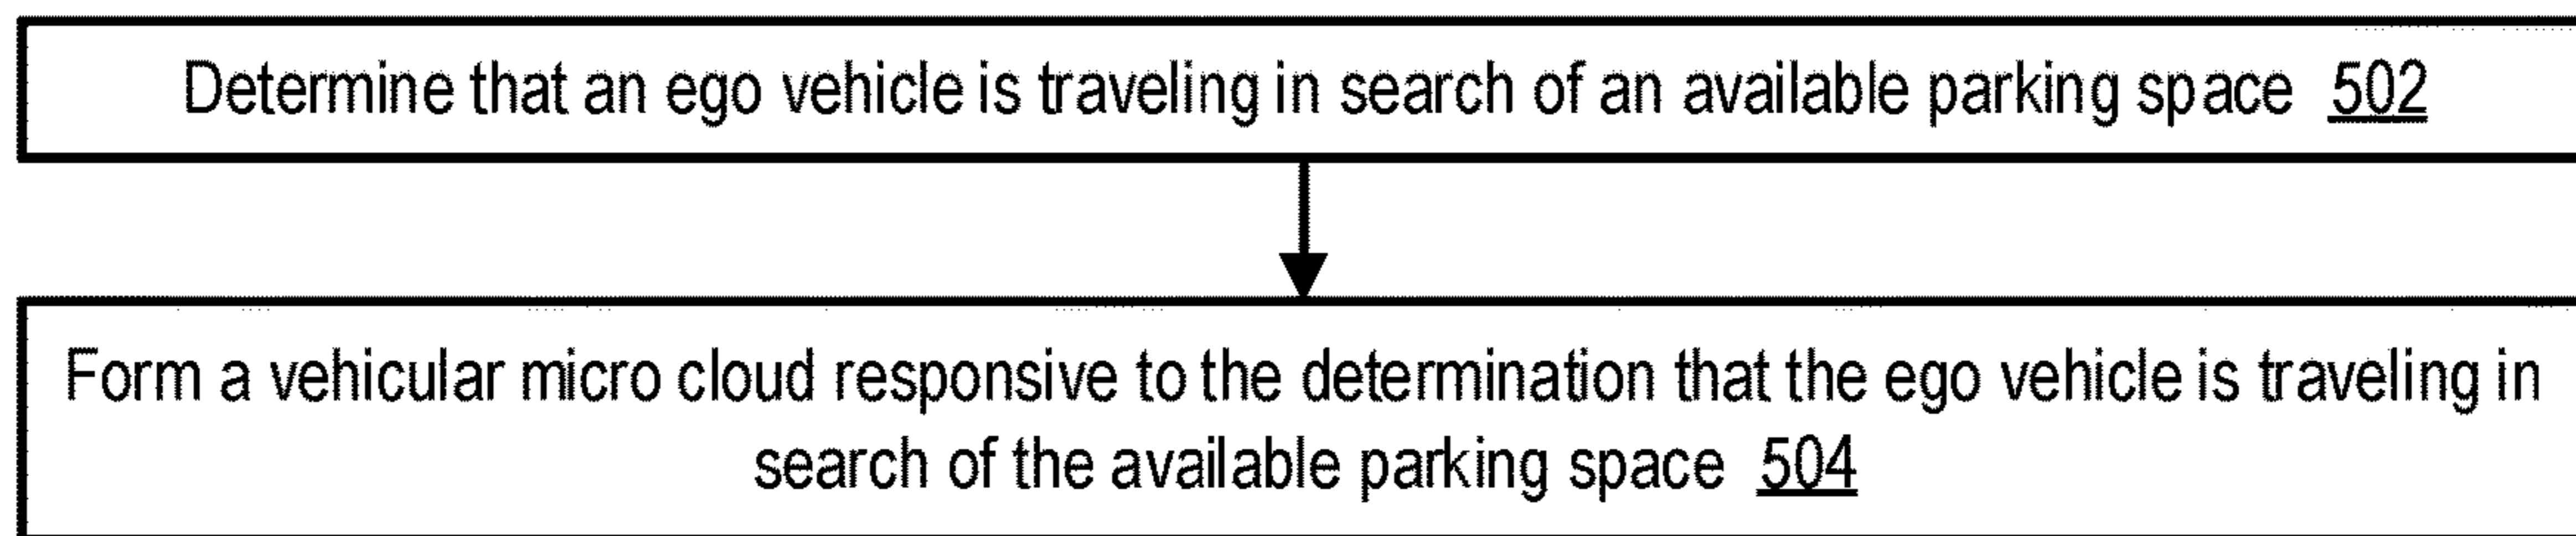 Determine that an ego vehicle is traveling in search of an available parking space 502
Form a vehicular micro cloud responsive to the determination that the ego vehicle is traveling in
search of the available parking space 504